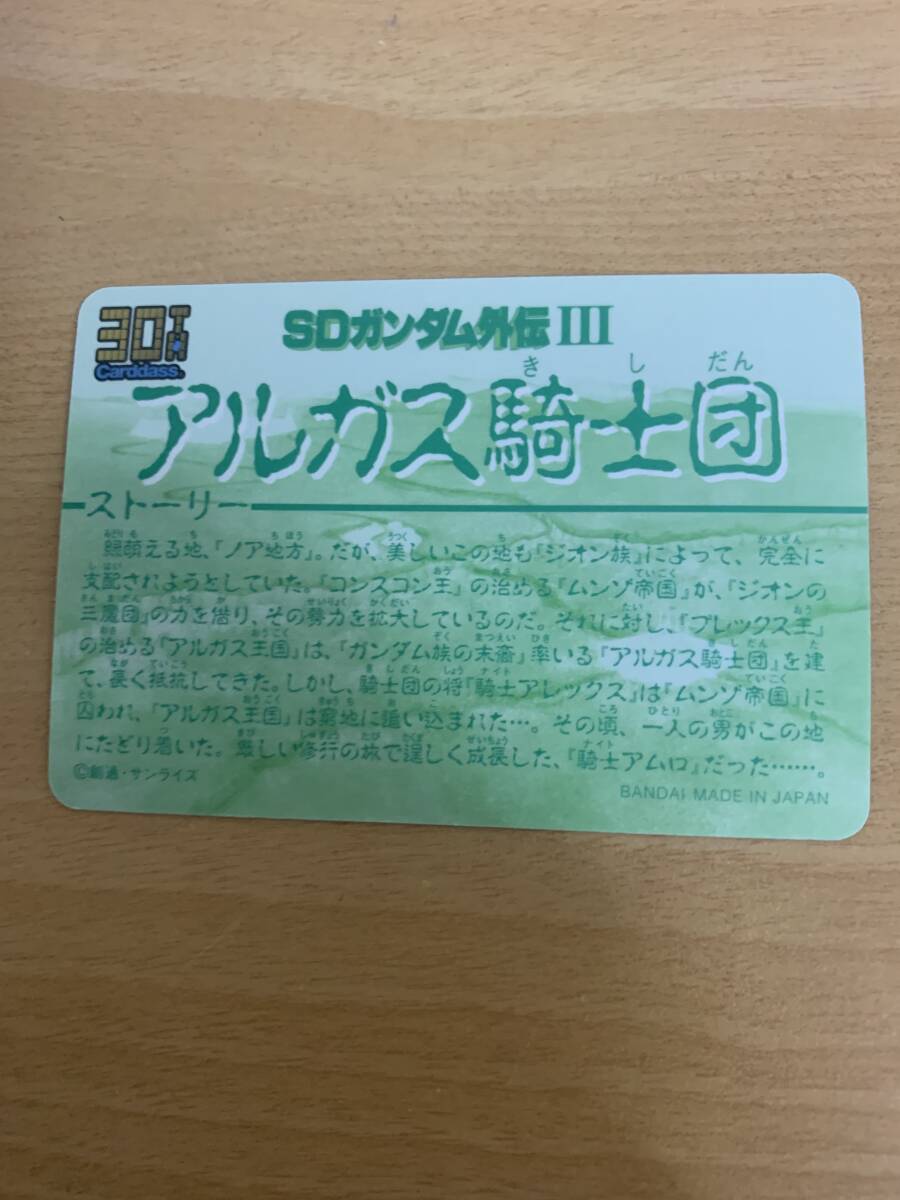 30TH
Carddass
SDガンダム外伝 III
きしだん
アルガス騎士団
ストーリー
緑萌える地、「ノア地方」。だが、美しいこの地も「ジオン族」によって、完全に
支配されようとしていた。「コンスコン王」の治める「ムンゾ帝国」が、「ジオンの
三魔団」の力を借り、その勢力を拡大しているのだ。それに対し、「ブレックス王」
の治める「アルガス王国」は、「ガンダム族の末裔」率いる「アルガス騎士団」を建
て、長く抵抗してきた。しかし、騎士団の将「騎士アレックス」は「ムンゾ帝国」に
囚われ、「アルガス王国」は窮地に追い込まれた…。その頃、一人の男がこの地
にたどり着いた。厳しい修行の旅で逞しく成長した、「騎士アムロ」だった……。
©創通・サンライズ
BANDAI MADE IN JAPAN